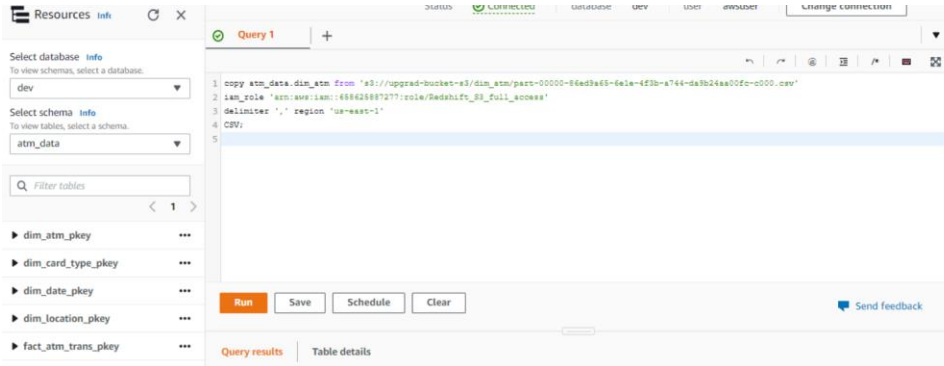 Resources Info
Status Connected database dev user awsuser Change connection
Query 1
Select database Info
To view schemas, select a database.
dev
Select schema Info
To view tables, select a schema.
atm_data
Filter tables
1
dim_atm_pkey
dim_card_type_pkey
dim_date_pkey
dim_location_pkey
fact_atm_trans_pkey
1 copy atm_data.dim_atm from 's3://upgrad-bucket-s3/dim_atm/part-00000-86ed9a65-6e1e-4f3b-a744-da9b24aa00fc-c000.csv'
2 iam_role 'arn:aws:iam::658625887277:role/Redshift_S3_full_access'
3 delimiter ',' region 'us-east-1'
4 CSV;
5
Run Save Schedule Clear
Send feedback
Query results Table details